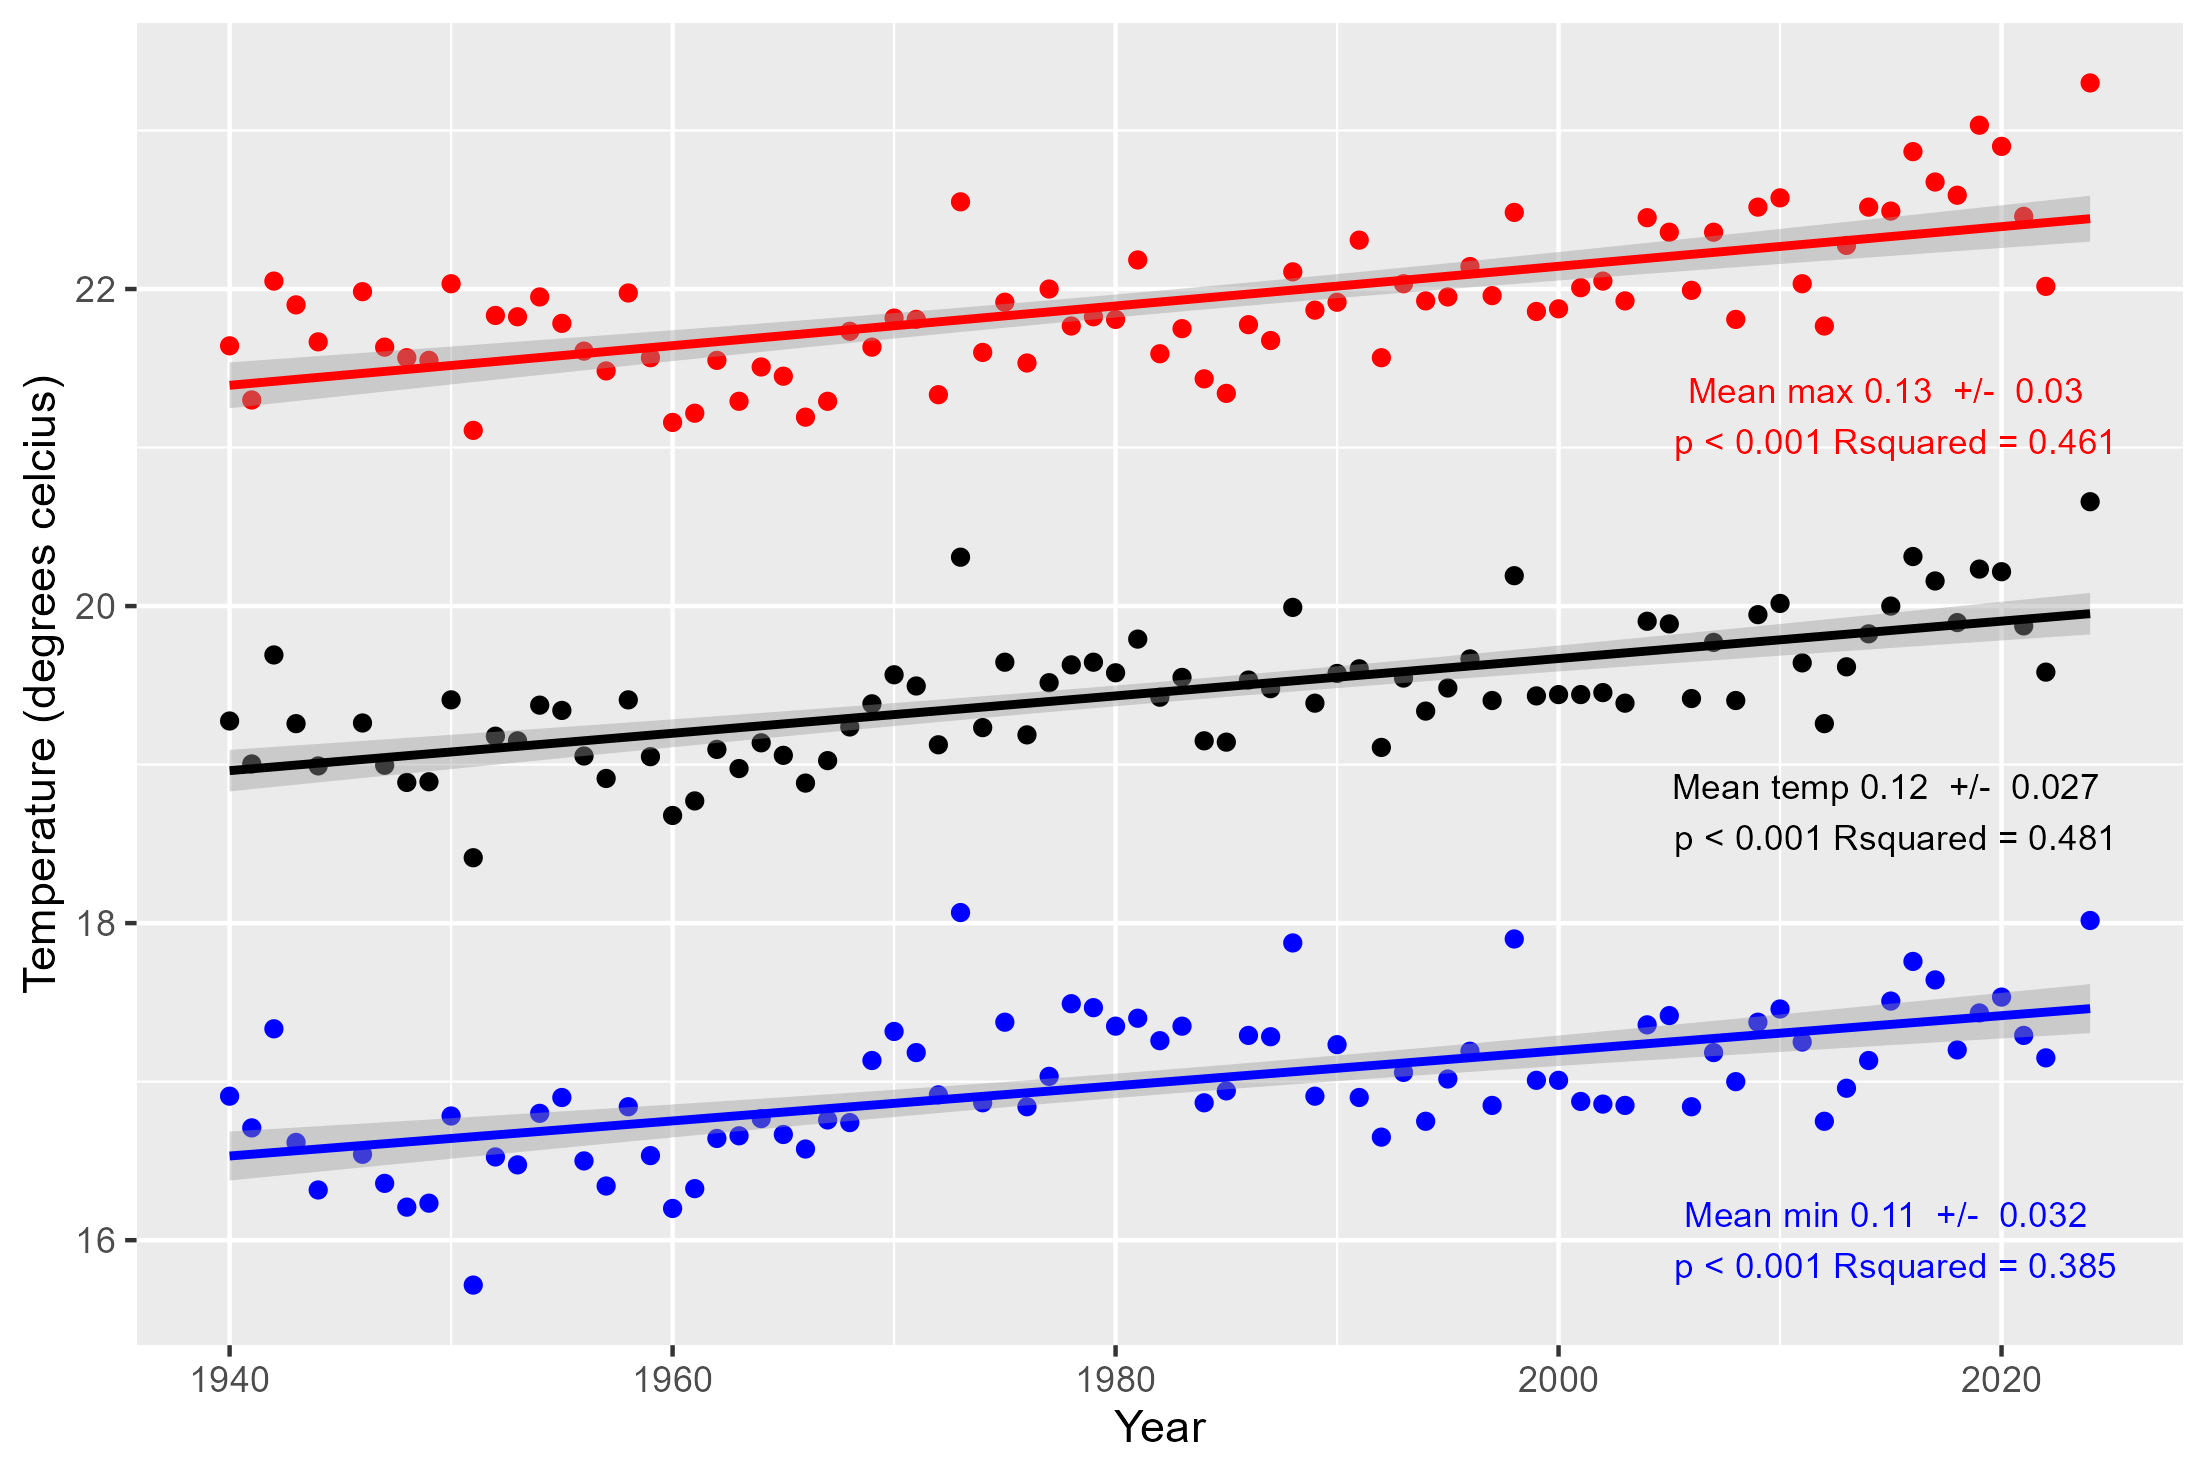 Temperature (degrees celcius)
22
20
18
16
Mean max 0.13  +/-  0.03
p < 0.001 Rsquared = 0.461
Mean temp 0.12  +/-  0.027
p < 0.001 Rsquared = 0.481
Mean min 0.11  +/-  0.032
p < 0.001 Rsquared = 0.385
1940 1960 1980 2000 2020
Year